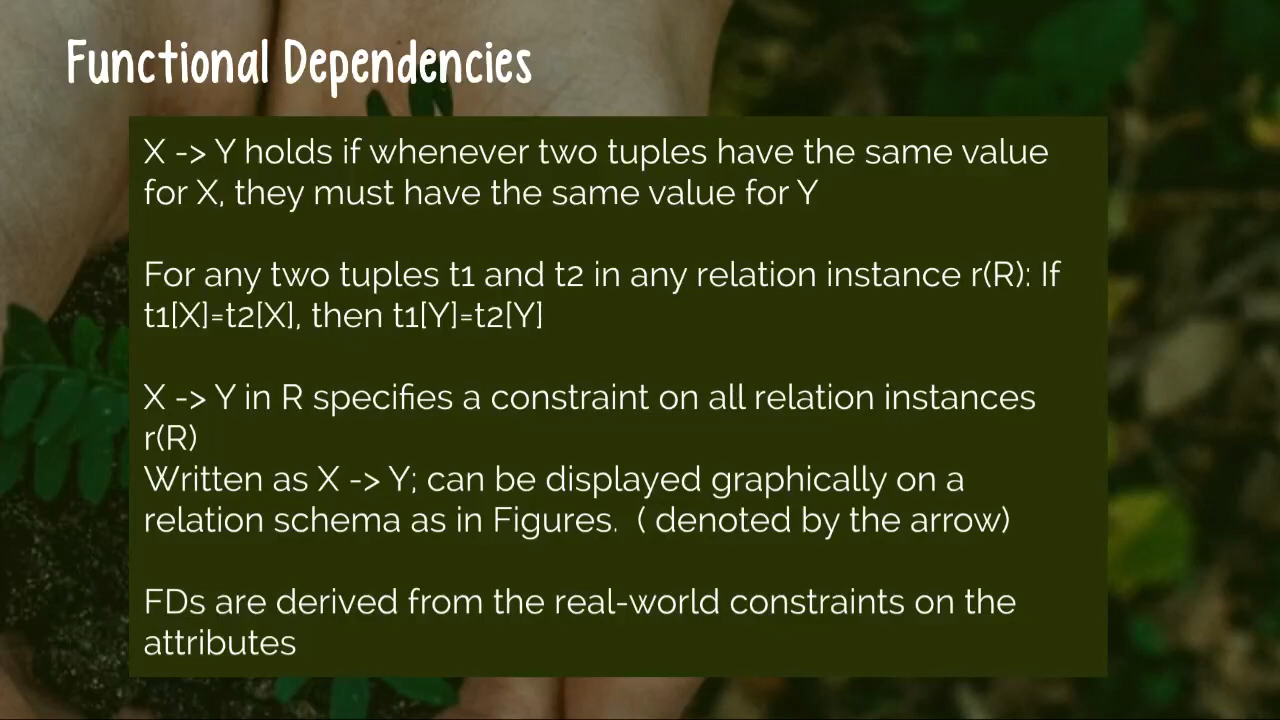 Functional Dependencies
X -> Y holds if whenever two tuples have the same value
for X, they must have the same value for Y
For any two tuples t1 and t2 in any relation instance r(R): If
t1[X]=t2[X], then t1[Y]=t2[Y]
X -> Y in R specifies a constraint on all relation instances
r(R)
Written as X -> Y; can be displayed graphically on a
relation schema as in Figures.  ( denoted by the arrow)
FDs are derived from the real-world constraints on the
attributes